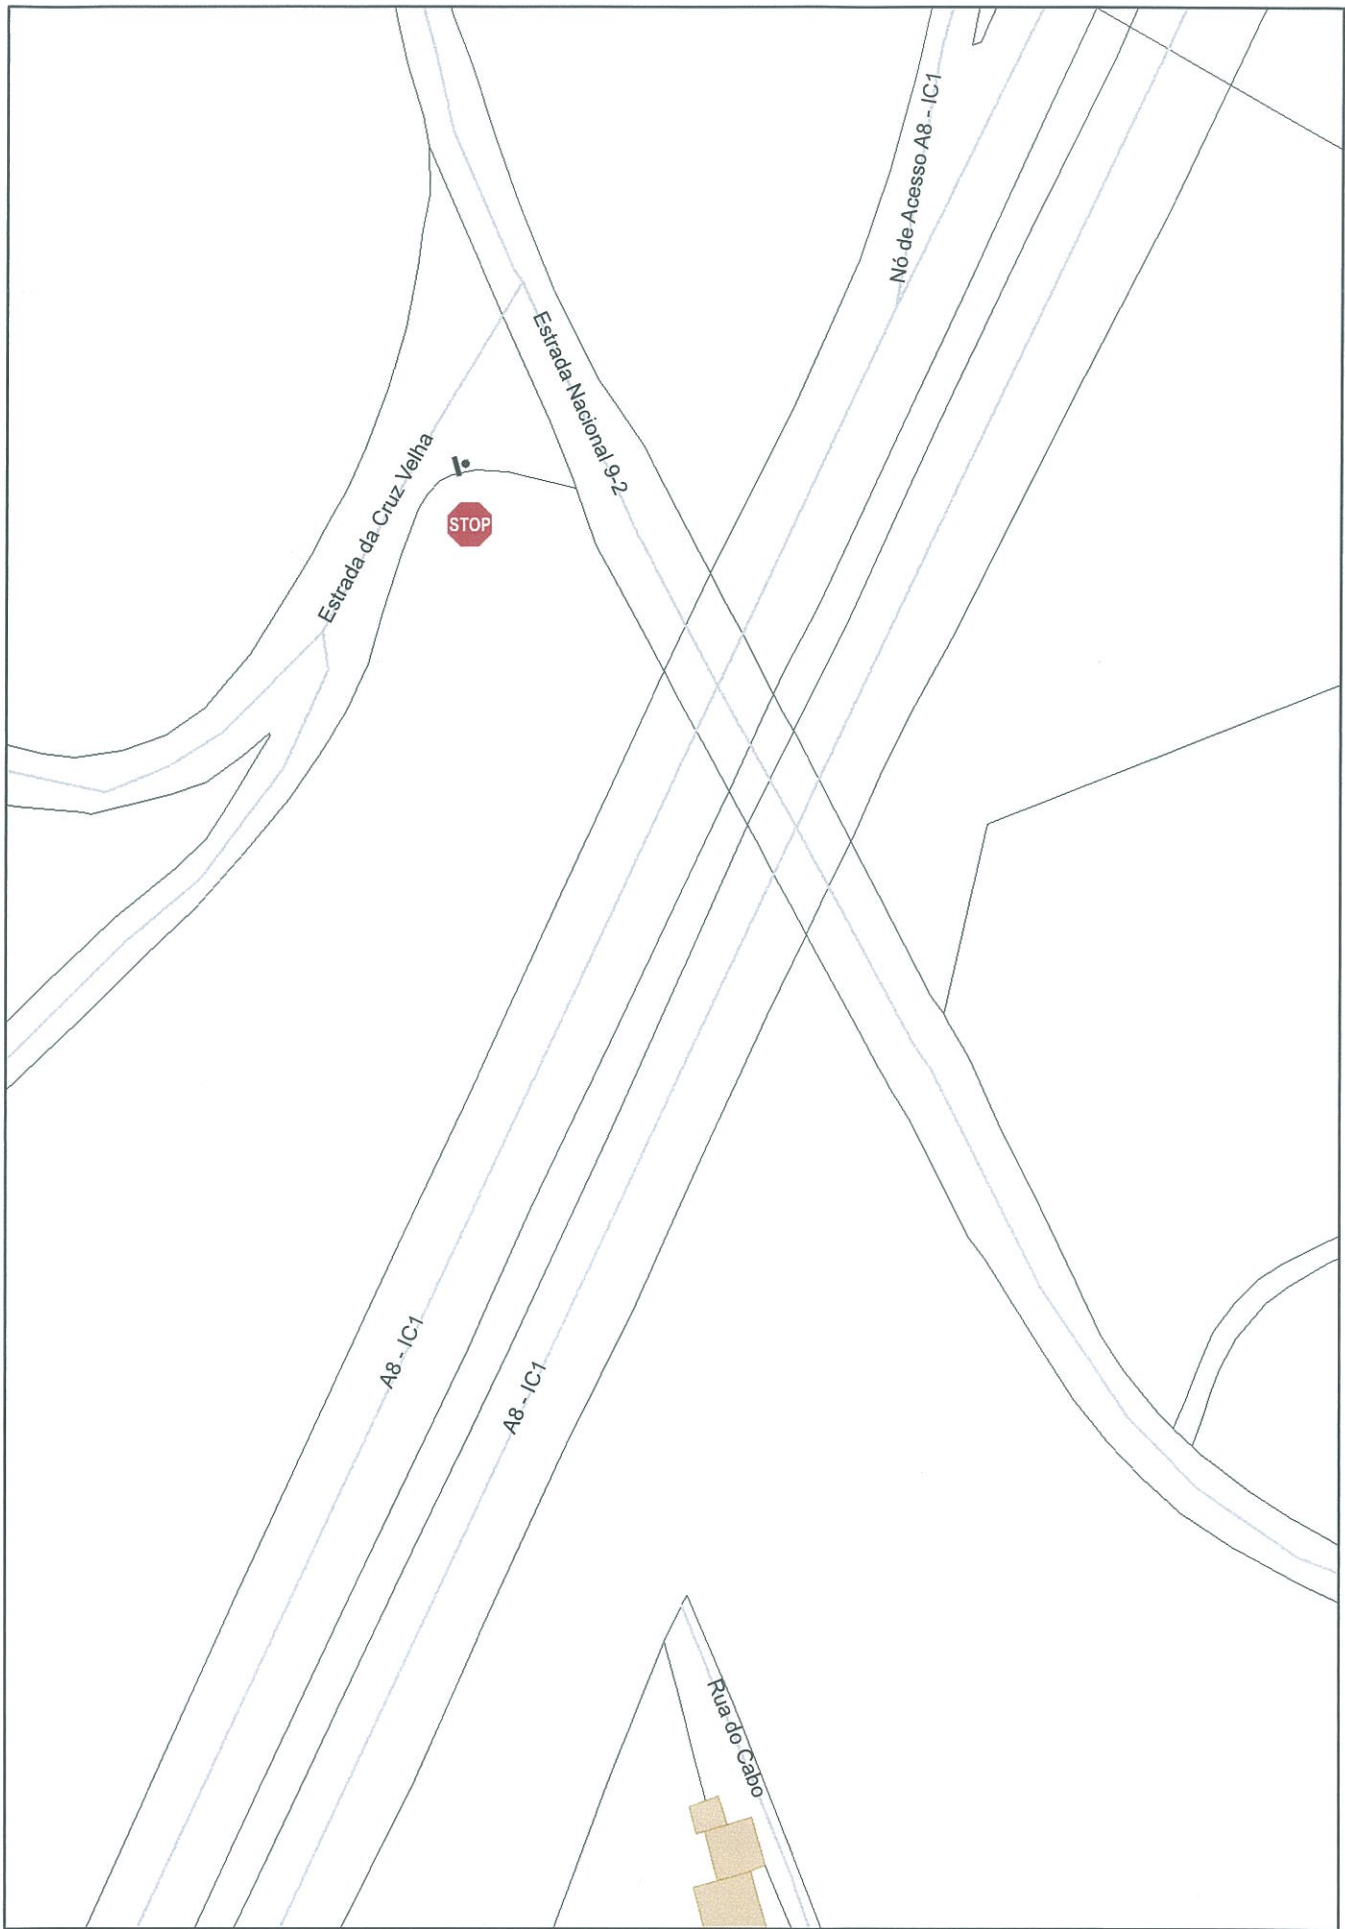 Nó de Acesso A8 - IC1
Estrada Nacional 9-2
Estrada da Cruz Velha
STOP
A8 - IC1
A8 - IC1
Rua do Cabo